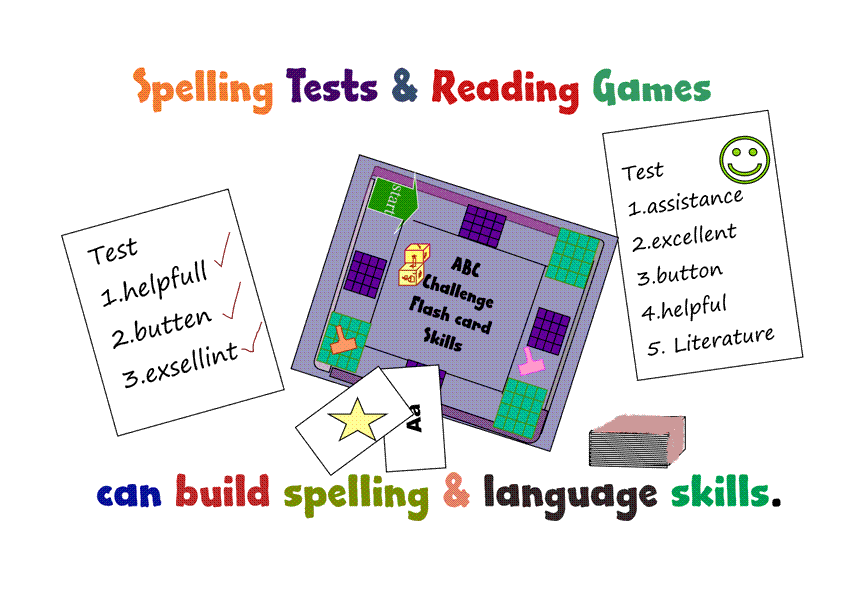 Spelling Tests & Reading Games
Test
1.helpfull
2.butten
3.exsellint
start
ABC
Challenge
Flash card
Skills
Aa
Test
1.assistance
2.excellent
3.button
4.helpful
5. Literature
can build spelling & language skills.